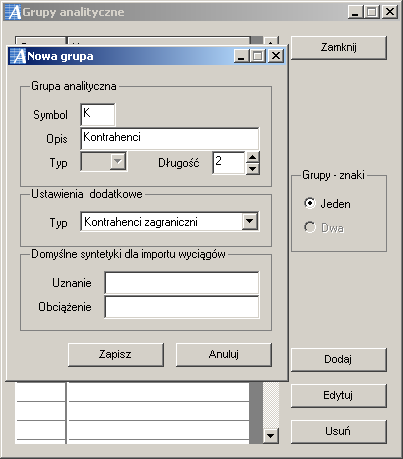 Grupy analityczne
Zamknij
Nowa grupa
Grupa analityczna
Symbol K
Opis Kontrahenci
Typ Długość 2
Ustawienia dodatkowe
Typ Kontrahenci zagraniczni
Domyślne syntetyki dla importu wyciągów
Uznanie
Obciążenie
Zapisz Anuluj
Grupy - znaki
Jeden
Dwa
Dodaj
Edytuj
Usuń